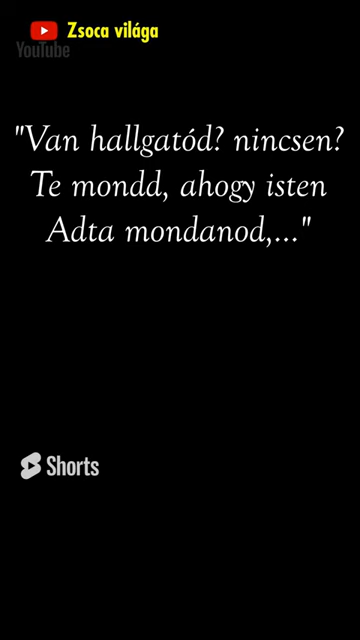 Zsoca világa
YouTube
"Van hallgatód? nincsen?
Te mondd, ahogy isten
Adta mondanod,..."
Shorts